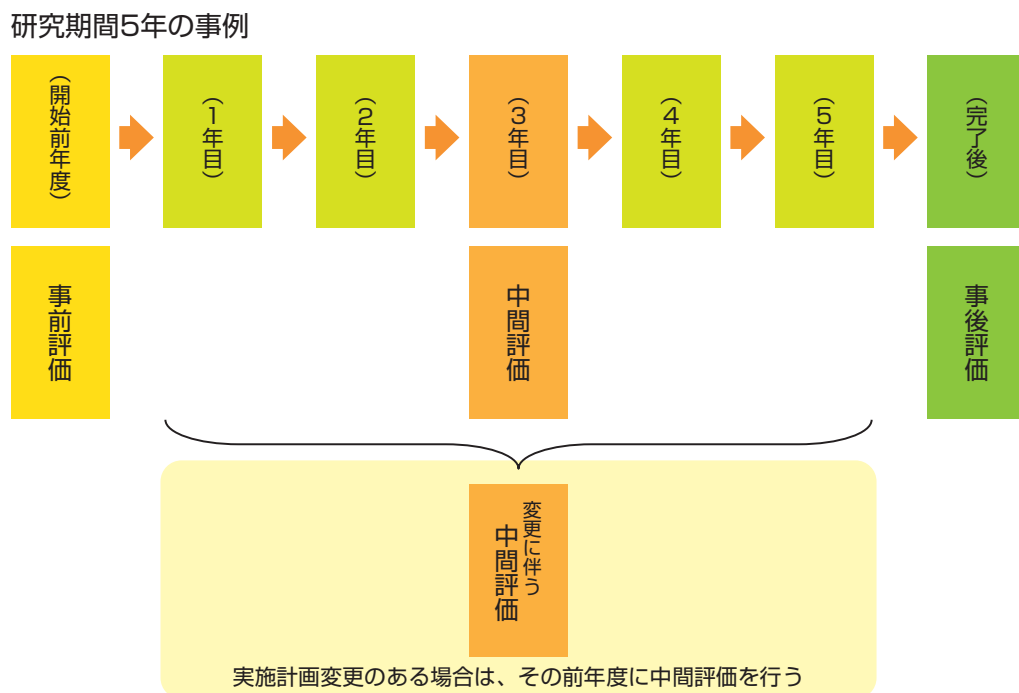 研究期間5年の事例
（開始前年度）
（1年目）
（2年目）
（3年目）
（4年目）
（5年目）
（完了後）
事前評価
中間評価
事後評価
変更に伴う
中間評価
実施計画変更のある場合は、その前年度に中間評価を行う